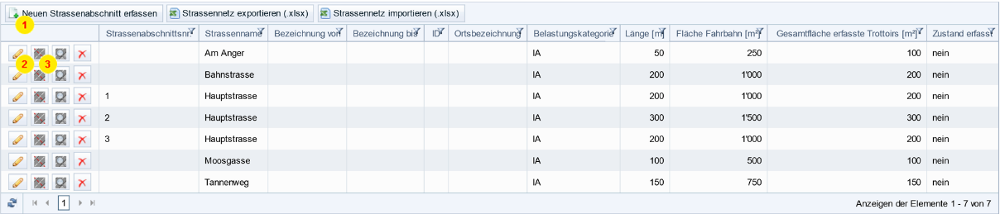 Neuen Strassenabschnitt erfassen Strassennetz exportieren (.xlsx) Strassennetz importieren (.xlsx)
1
Strassenabschnittsnr. Strassenname Bezeichnung von Bezeichnung bis ID Ortsbezeichnung Belastungskategorie Länge [m] Fläche Fahrbahn [m²] Gesamtfläche erfasste Trottoirs [m²] Zustand erfasst
Am Anger IA 50 250 100 nein
2 3
Bahnstrasse IA 200 1'000 200 nein
1 Hauptstrasse IA 200 1'000 200 nein
2 Hauptstrasse IA 300 1'500 300 nein
3 Hauptstrasse IA 200 1'000 200 nein
Moosgasse IA 100 500 100 nein
Tannenweg IA 150 750 150 nein
1 Anzeigen der Elemente 1 - 7 von 7